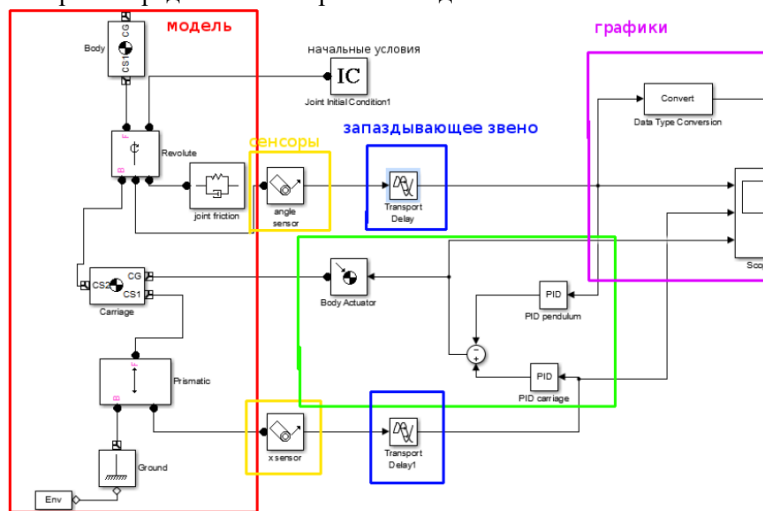 модель
графики
начальные условия
CG
Body
CS1
IC
Joint Initial Condition1
Convert
Data Type Conversion
запаздывающее звено
сенсоры
F
Revolute
B
joint friction
angle
sensor
Transport
Delay
CG
CS2
CS1
Carriage
Body Actuator
PID
PID pendulum
Scop
PID
PID carriage
F
Prismatic
B
x sensor
Transport
Delay1
Ground
Env